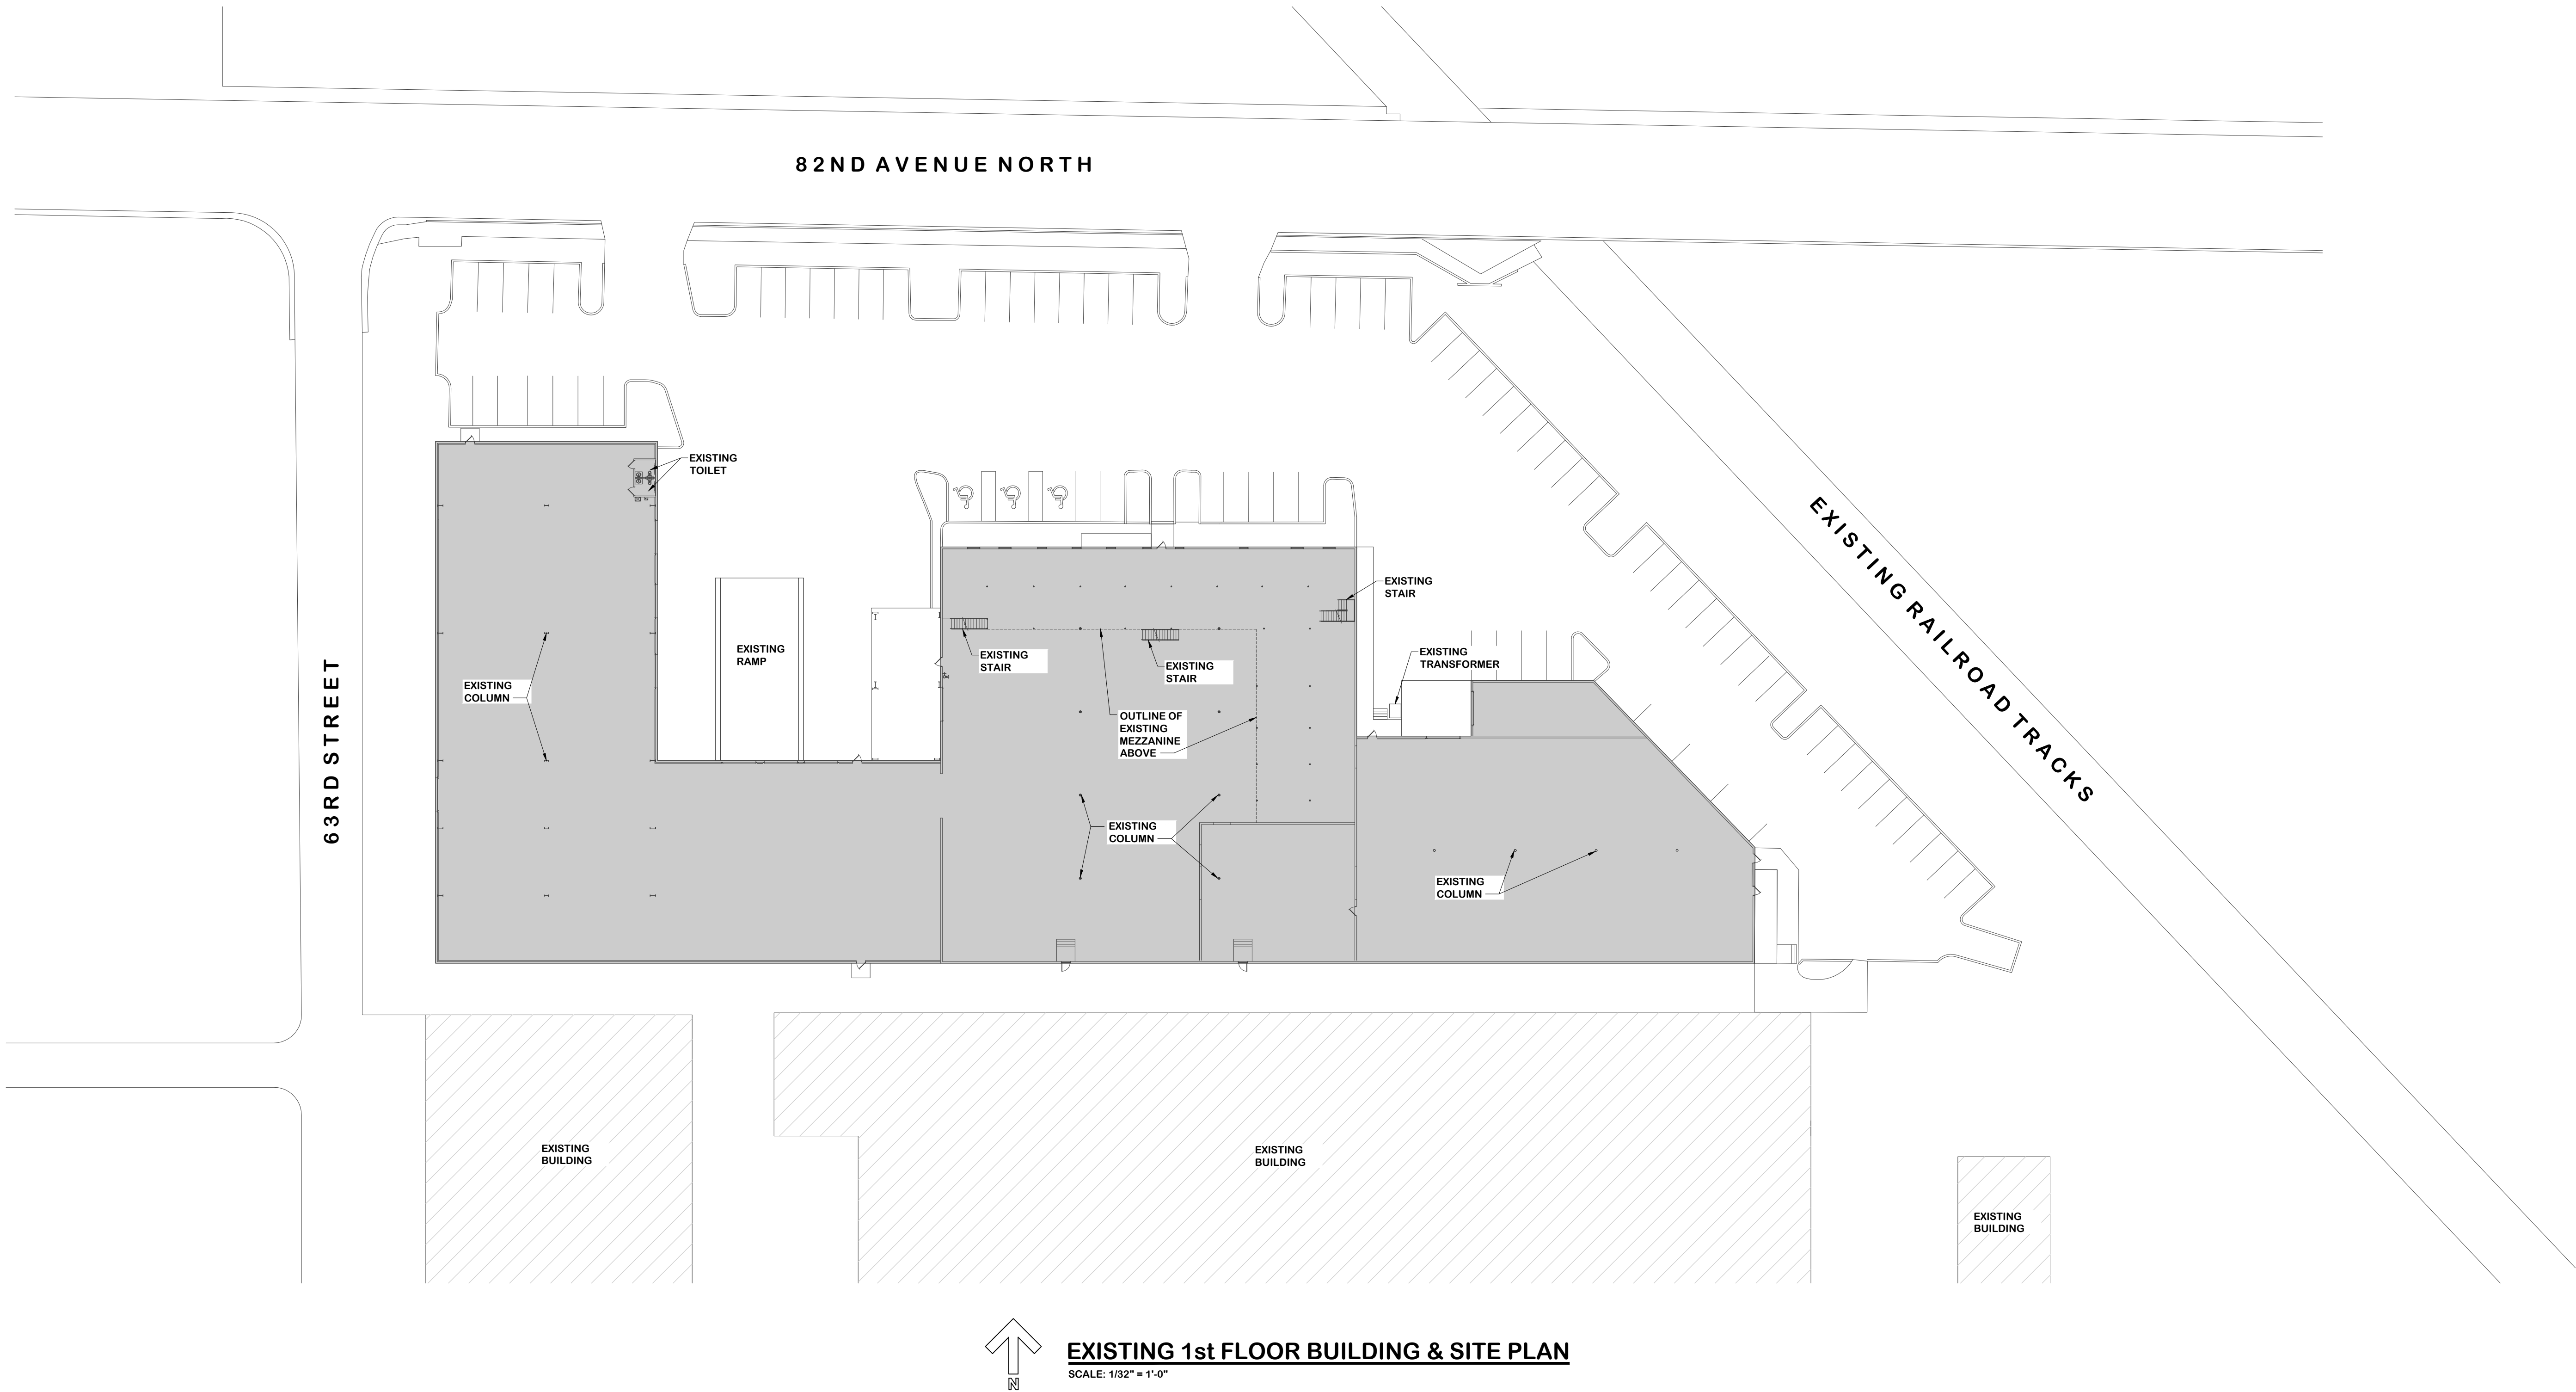 82ND AVENUE NORTH
EXISTING
TOILET
EXISTING RAILROAD TRACKS
EXISTING
STAIR
EXISTING
RAMP
EXISTING
STAIR
EXISTING
STAIR
EXISTING
TRANSFORMER
63RD STREET
EXISTING
COLUMN
OUTLINE OF
EXISTING
MEZZANINE
ABOVE
EXISTING
COLUMN
EXISTING
COLUMN
EXISTING
BUILDING
EXISTING
BUILDING
EXISTING
BUILDING
N
EXISTING 1st FLOOR BUILDING & SITE PLAN
SCALE: 1/32" = 1'-0"